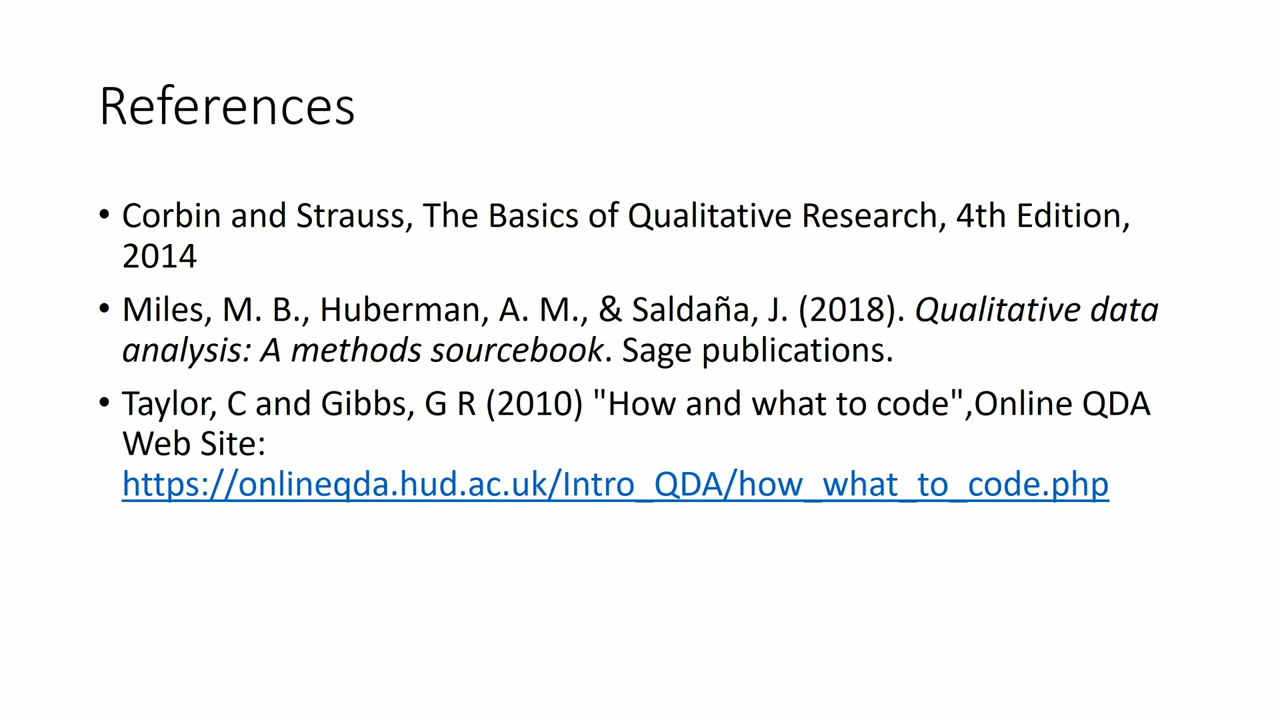 References
• Corbin and Strauss, The Basics of Qualitative Research, 4th Edition,
2014
• Miles, M. B., Huberman, A. M., & Saldaña, J. (2018). Qualitative data
analysis: A methods sourcebook. Sage publications.
• Taylor, C and Gibbs, G R (2010) "How and what to code",Online QDA
Web Site:
https://onlineqda.hud.ac.uk/Intro_QDA/how_what_to_code.php